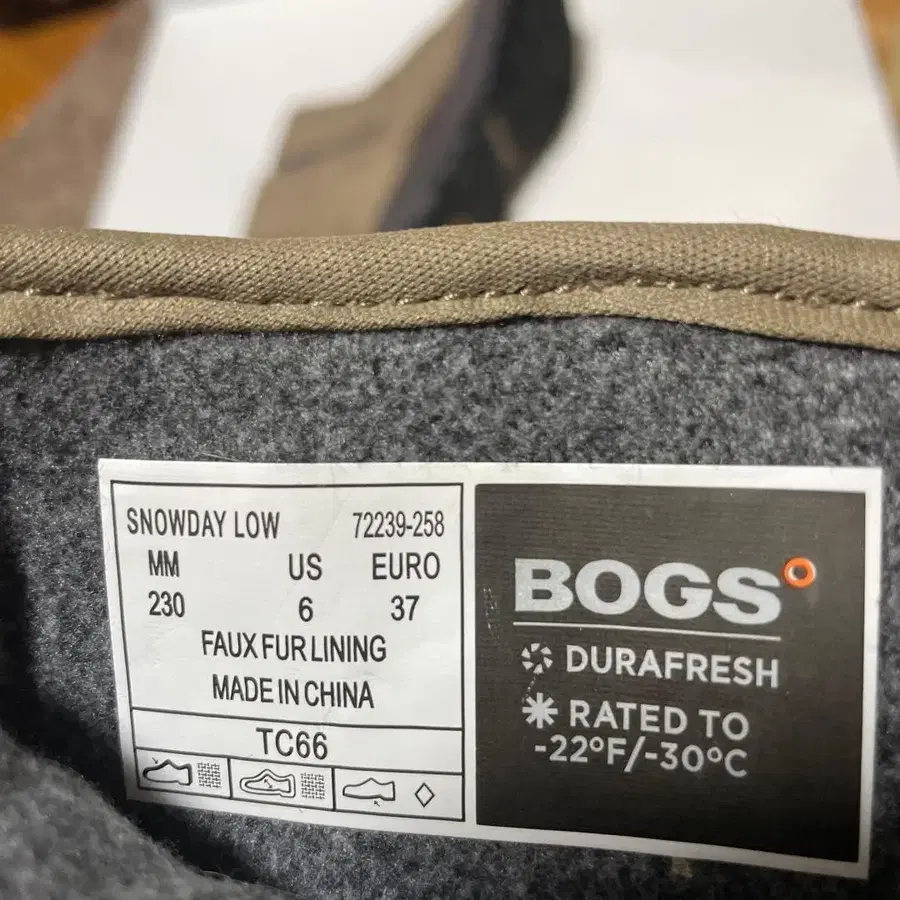 SNOWDAY LOW 72239-258
MM US EURO
230 6 37
FAUX FUR LINING
MADE IN CHINA
TC66
BOGS
DURAFRESH
RATED TO
-22°F/-30°C